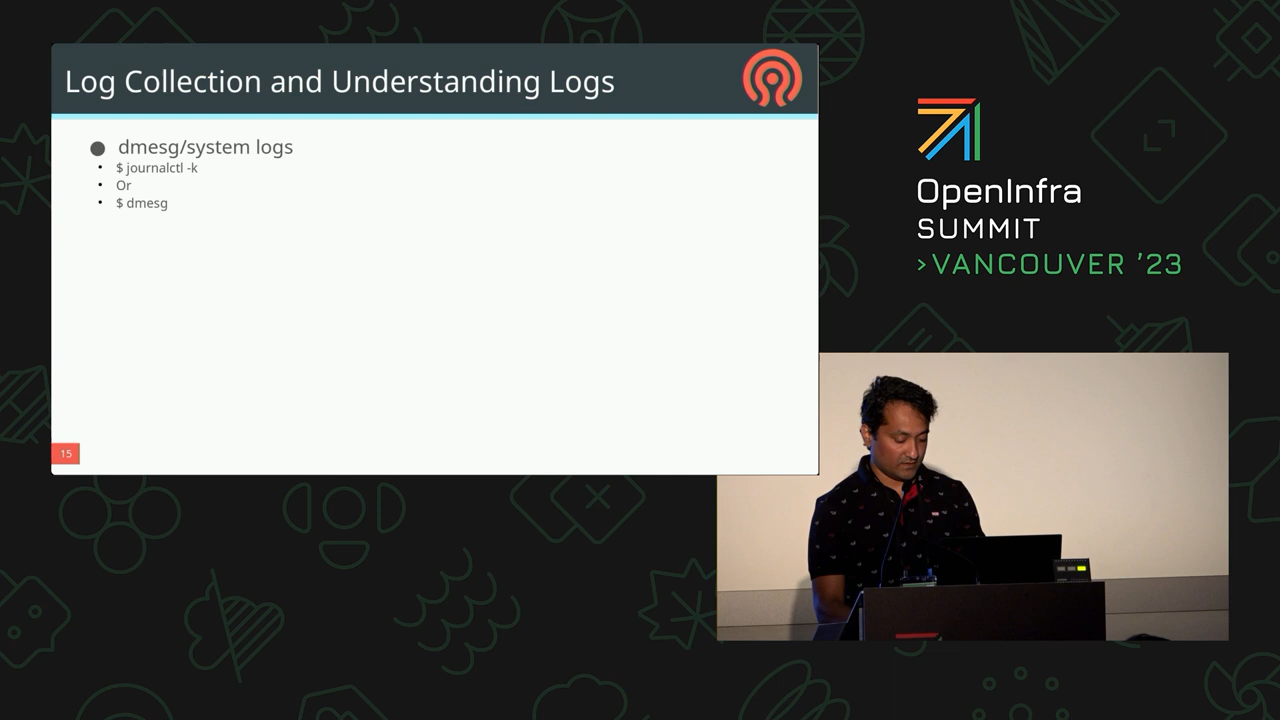 Log Collection and Understanding Logs
dmesg/system logs
$ journalctl -k
Or
$ dmesg
15
OpenInfra
SUMMIT
>VANCOUVER '23